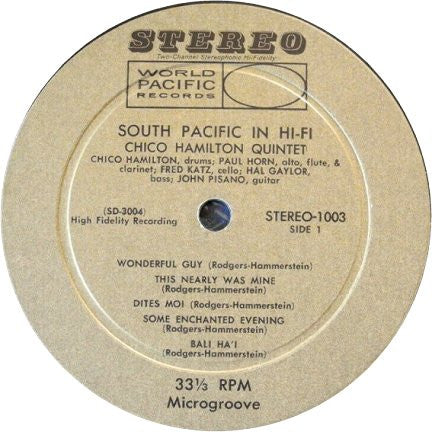 STEREO
Two-Channel Stereophonic Hi-Fidelity
WORLD
PACIFIC
RECORDS
SOUTH PACIFIC IN HI-FI
CHICO HAMILTON QUINTET
CHICO HAMILTON, drums; PAUL HORN, alto, flute, &
clarinet; FRED KATZ, cello; HAL GAYLOR,
bass; JOHN PISANO, guitar
(SD-3004)
High Fidelity Recording
STEREO-1003
SIDE 1
WONDERFUL GUY (Rodgers-Hammerstein)
THIS NEARLY WAS MINE
(Rodgers-Hammerstein)
DITES MOI (Rodgers-Hammerstein)
SOME ENCHANTED EVENING
(Rodgers-Hammerstein)
BALI HA'I
(Rodgers-Hammerstein)
33⅓ RPM
Microgroove